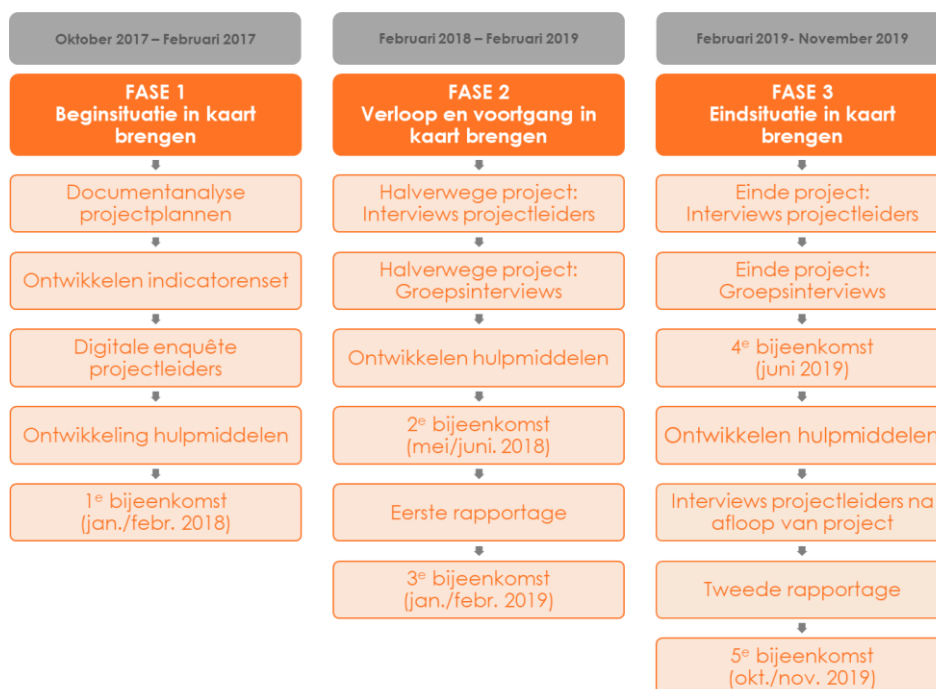 Oktober 2017 – Februari 2017
FASE 1
Beginsituatie in kaart
brengen
Documentanalyse
projectplannen
Ontwikkelen indicatorenset
Digitale enquête
projectleiders
Ontwikkeling hulpmiddelen
1e bijeenkomst
(jan./febr. 2018)
Februari 2018 – Februari 2019
FASE 2
Verloop en voortgang in
kaart brengen
Halverwege project:
Interviews projectleiders
Halverwege project:
Groepsinterviews
Ontwikkelen hulpmiddelen
2e bijeenkomst
(mei/juni. 2018)
Eerste rapportage
3e bijeenkomst
(jan./febr. 2019)
Februari 2019- November 2019
FASE 3
Eindsituatie in kaart
brengen
Einde project:
Interviews projectleiders
Einde project:
Groepsinterviews
4e bijeenkomst
(juni 2019)
Ontwikkelen hulpmiddelen
Interviews projectleiders na
afloop van project
Tweede rapportage
5e bijeenkomst
(okt./nov. 2019)